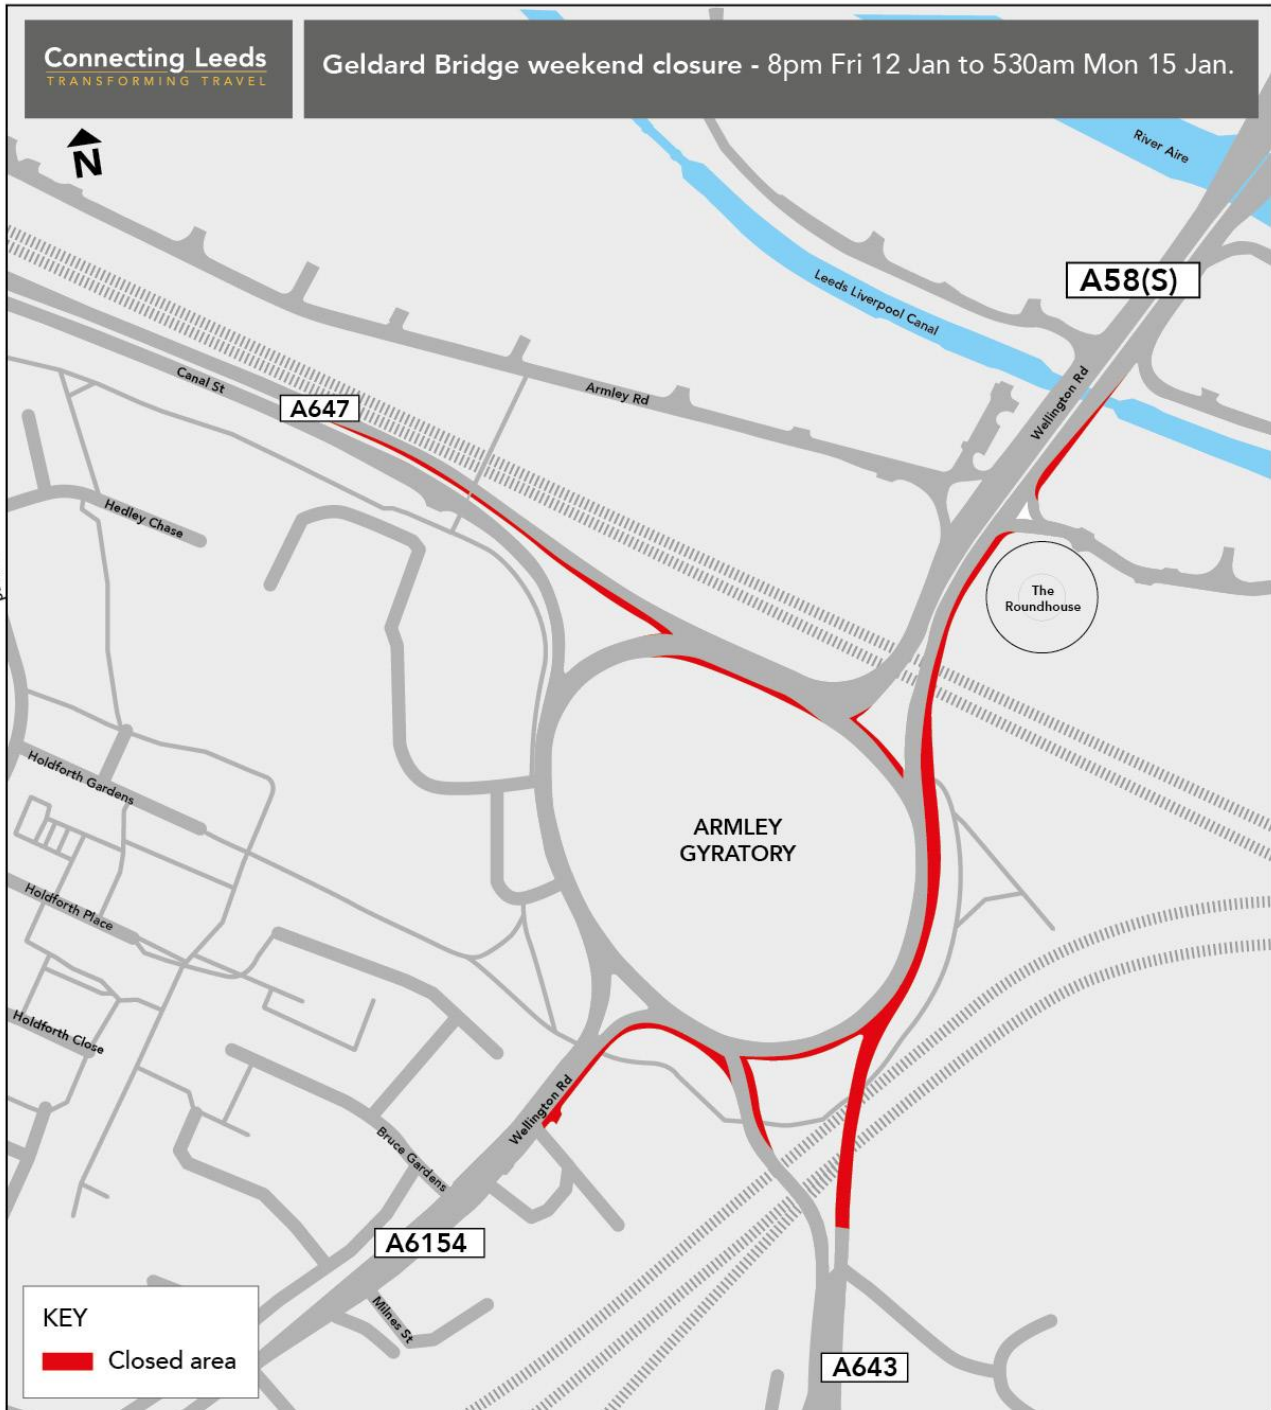 Connecting Leeds
TRANSFORMING TRAVEL
Geldard Bridge weekend closure - 8pm Fri 12 Jan to 530am Mon 15 Jan.
N
River Aire
A58(S)
Leeds Liverpool Canal
Canal St
A647
Armley Rd
Wellington Rd
Hedley Chase
The
Roundhouse
Holdforth Gardens
ARMLEY
GYRATORY
Holdforth Place
Holdforth Close
Wellington Rd
Bruce Gardens
A6154
Milnes St
KEY
Closed area
A643